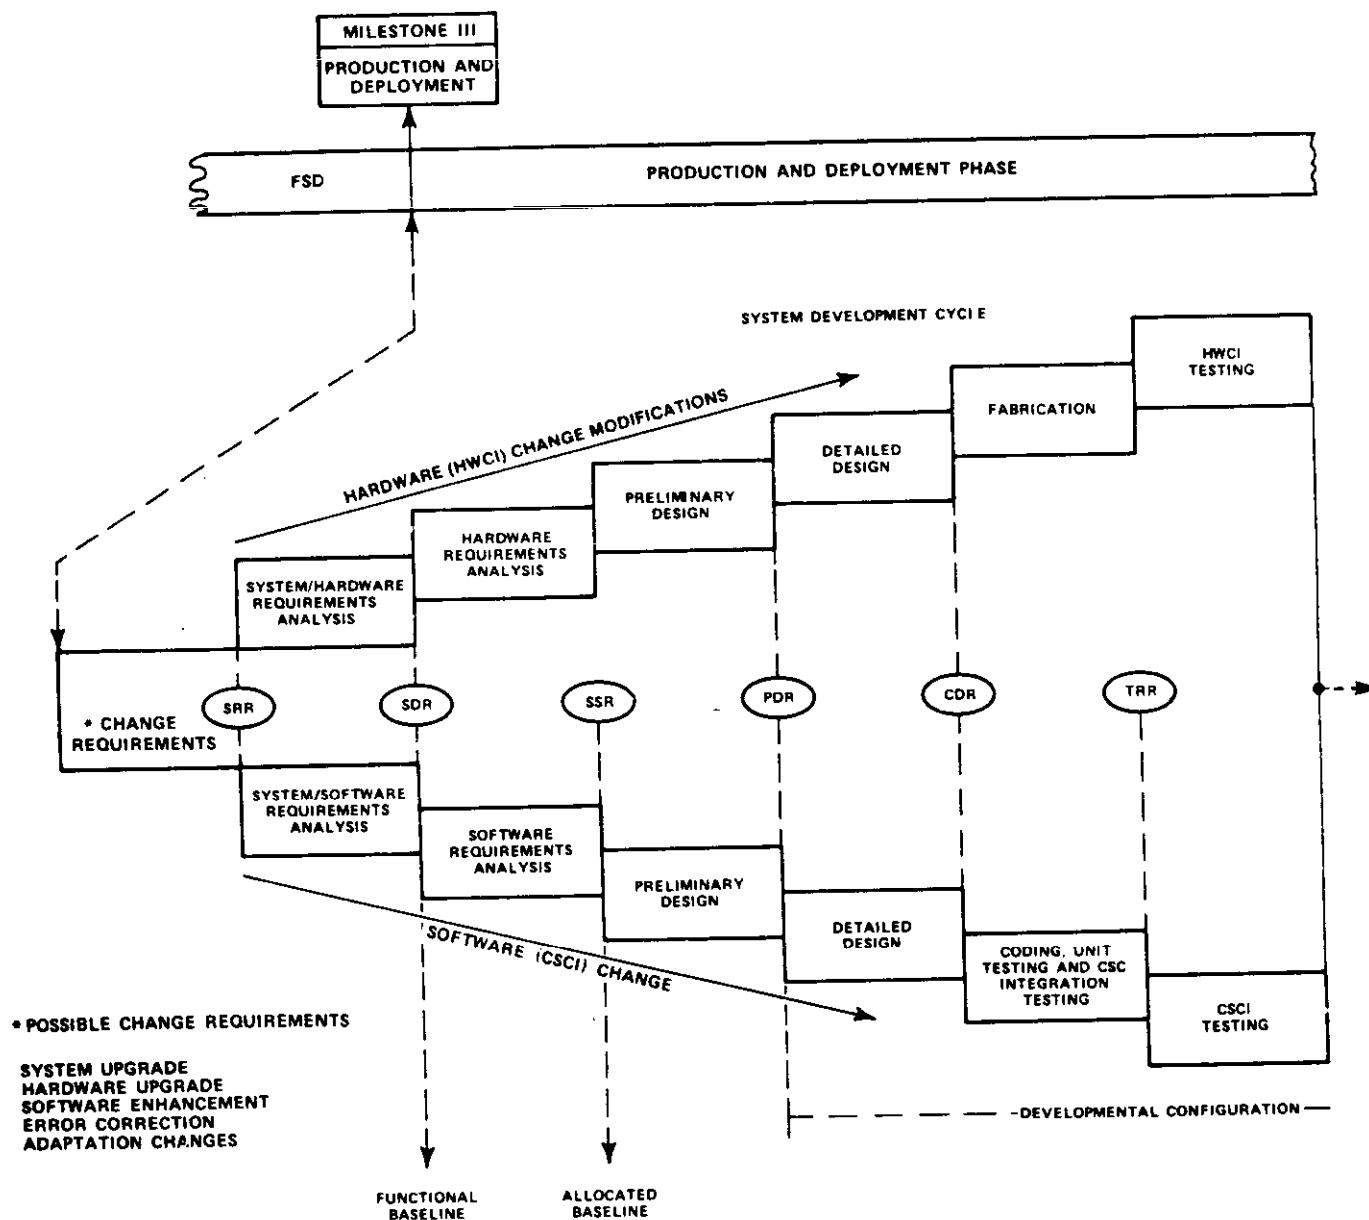 MILESTONE III
PRODUCTION AND
DEPLOYMENT
FSD
PRODUCTION AND DEPLOYMENT PHASE
SYSTEM DEVELOPMENT CYCLE
HARDWARE (HWCI) CHANGE MODIFICATIONS
HWCI
TESTING
FABRICATION
DETAILED
DESIGN
PRELIMINARY
DESIGN
HARDWARE
REQUIREMENTS
ANALYSIS
SYSTEM/HARDWARE
REQUIREMENTS
ANALYSIS
* CHANGE
REQUIREMENTS
SRR
SDR
SSR
PDR
CDR
TRR
SYSTEM/SOFTWARE
REQUIREMENTS
ANALYSIS
SOFTWARE
REQUIREMENTS
ANALYSIS
PRELIMINARY
DESIGN
DETAILED
DESIGN
CODING, UNIT
TESTING AND CSC
INTEGRATION
TESTING
CSCI
TESTING
SOFTWARE (CSCI) CHANGE
* POSSIBLE CHANGE REQUIREMENTS
SYSTEM UPGRADE
HARDWARE UPGRADE
SOFTWARE ENHANCEMENT
ERROR CORRECTION
ADAPTATION CHANGES
DEVELOPMENTAL CONFIGURATION
FUNCTIONAL
BASELINE
ALLOCATED
BASELINE